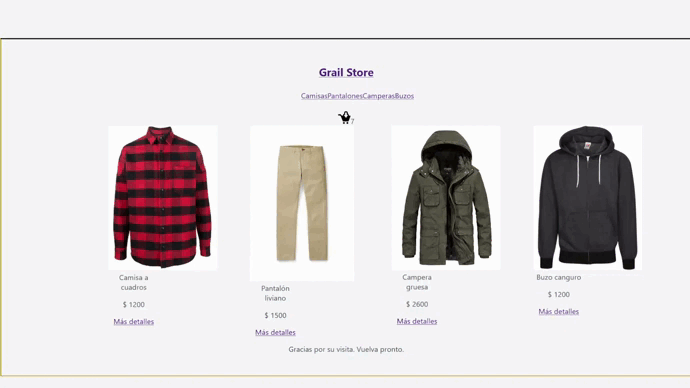 Grail Store
CamisasPantalonesCamperasBuzos
7
Camisa a
cuadros
$ 1200
Más detalles
Pantalón
liviano
$ 1500
Más detalles
Campera
gruesa
$ 2600
Más detalles
Buzo canguro
$ 1200
Más detalles
Gracias por su visita. Vuelva pronto.